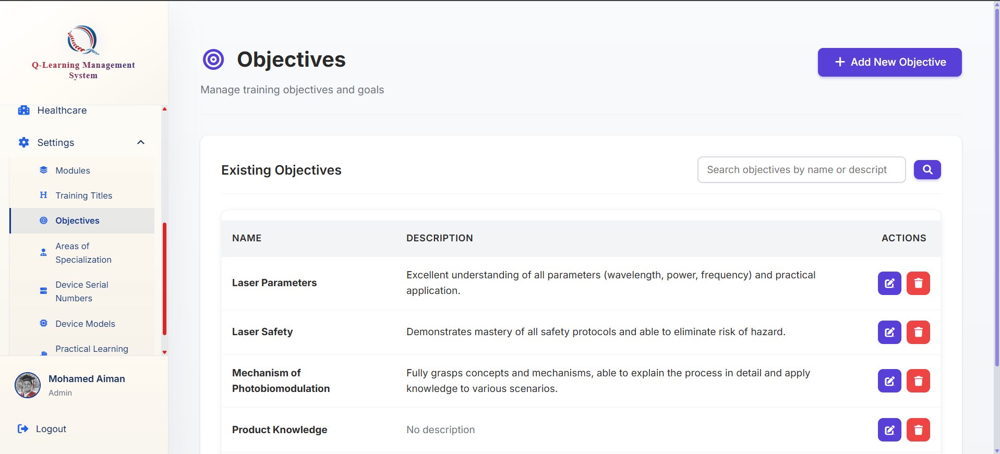 Q-Learning Management
System
Healthcare
Settings
Modules
Training Titles
Objectives
Areas of
Specialization
Device Serial
Numbers
Device Models
Practical Learning
Mohamed Aiman
Admin
Logout
Objectives
Add New Objective
Manage training objectives and goals
Existing Objectives
Search objectives by name or descript
NAME
DESCRIPTION
ACTIONS
Laser Parameters
Excellent understanding of all parameters (wavelength, power, frequency) and practical
application.
Laser Safety
Demonstrates mastery of all safety protocols and able to eliminate risk of hazard.
Mechanism of
Photobiomodulation
Fully grasps concepts and mechanisms, able to explain the process in detail and apply
knowledge to various scenarios.
Product Knowledge
No description